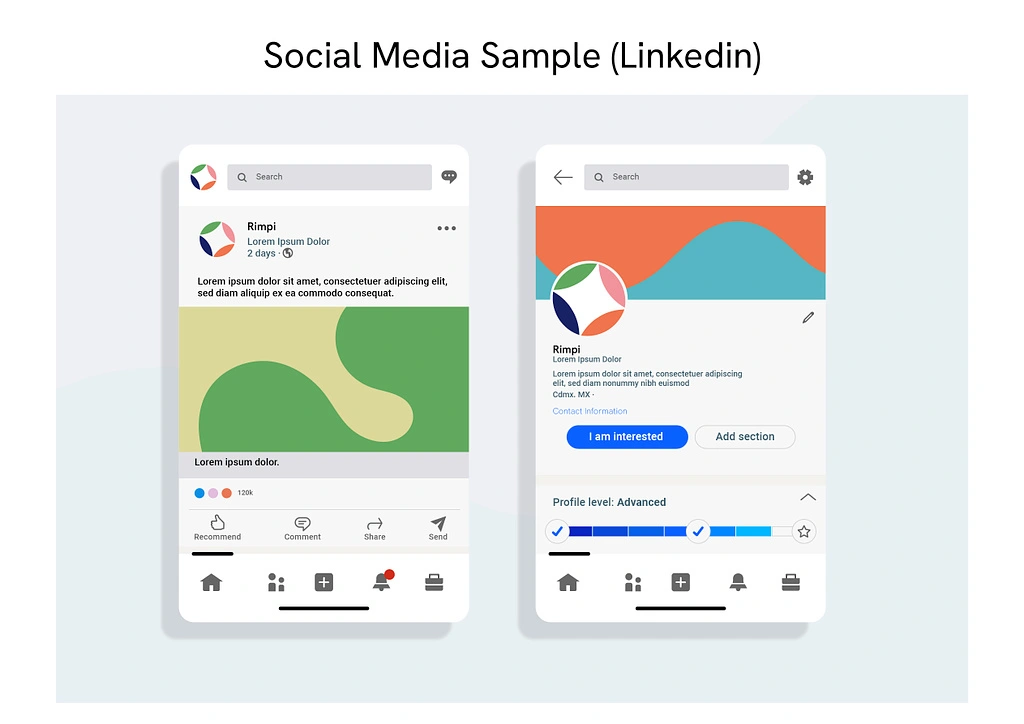 Social Media Sample (Linkedin)
Search
Rimpi
Lorem Ipsum Dolor
2 days ·
Lorem ipsum dolor sit amet, consectetuer adipiscing elit,
sed diam aliquip ex ea commodo consequat.
Lorem ipsum dolor.
120k
Recommend
Comment
Share
Send
Search
Rimpi
Lorem Ipsum Dolor
Lorem ipsum dolor sit amet, consectetuer adipiscing
elit, sed diam nonummy nibh euismod
Cdmx. MX ·
Contact Information
I am interested
Add section
Profile level: Advanced